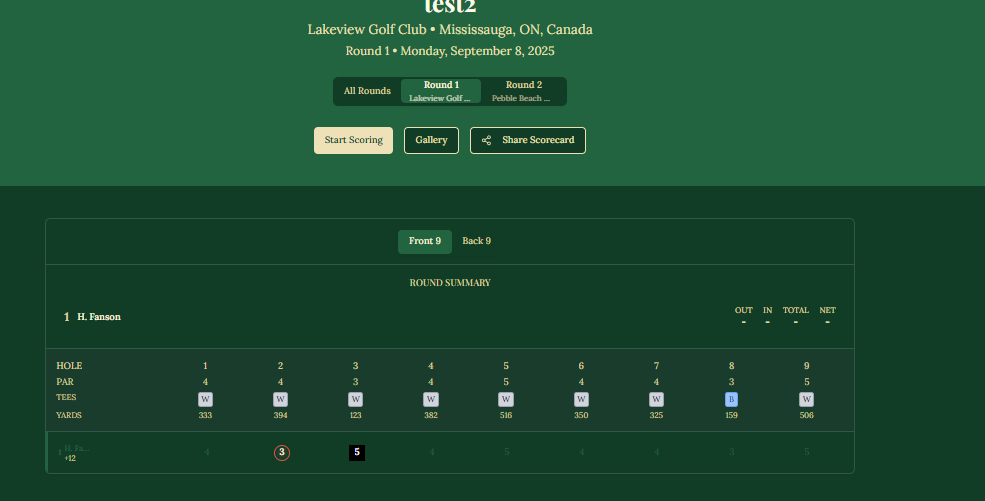 test2
Lakeview Golf Club • Mississauga, ON, Canada
Round 1 • Monday, September 8, 2025
All Rounds
Round 1
Lakeview Golf ...
Round 2
Pebble Beach ...
Start Scoring
Gallery
Share Scorecard
Front 9
Back 9
ROUND SUMMARY
1 H. Fanson
OUT IN TOTAL NET
- - - -
HOLE 1 2 3 4 5 6 7 8 9
PAR 4 4 3 4 5 4 4 3 5
TEES W W W W W W W B W
YARDS 333 394 123 382 516 350 325 159 506
1 H. Fa... 4 3 5 4 5 4 4 3 5
+12